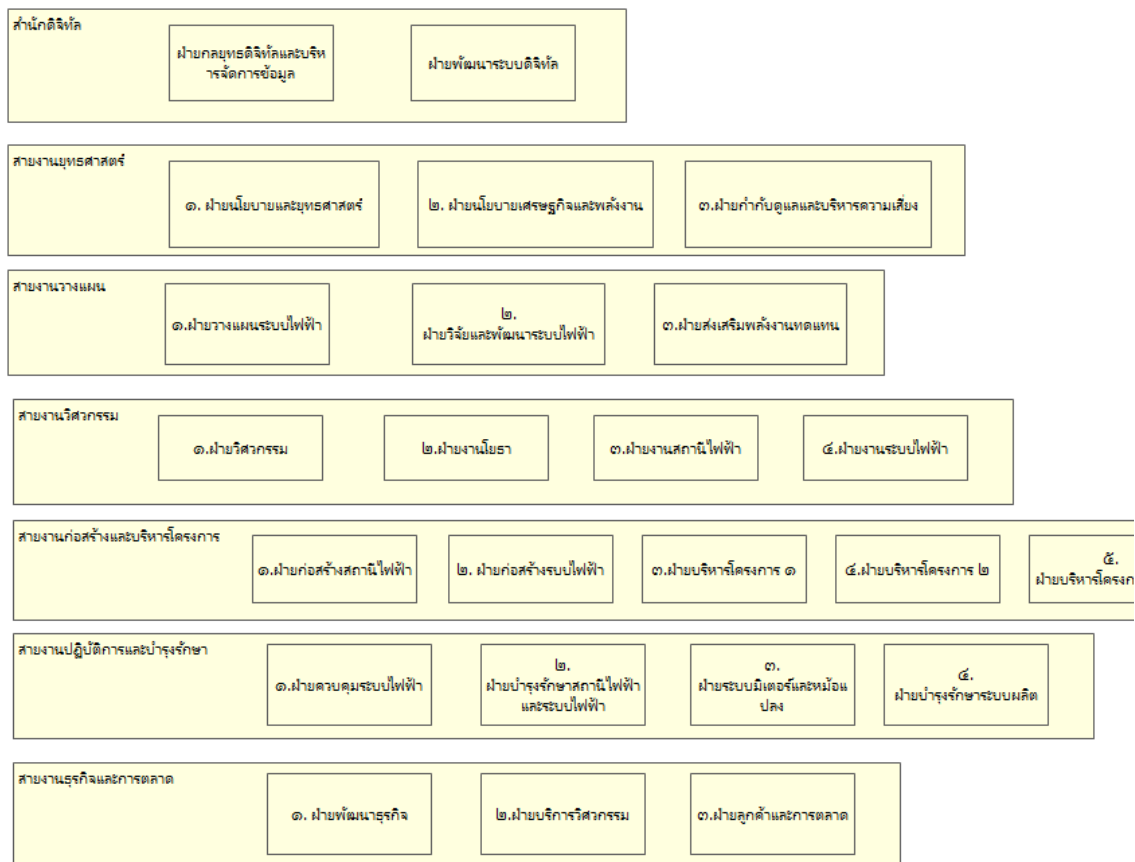 สำนักดิจิทัล
ฝ่ายกลยุทธดิจิทัลและบริห
ารจัดการข้อมูล
ฝ่ายพัฒนาระบบดิจิทัล
สายงานยุทธศาสตร์
๑. ฝ่ายนโยบายและยุทธศาสตร์
๒. ฝ่ายนโยบายเศรษฐกิจและพลังงาน
๓.ฝ่ายกำกับดูแลและบริหารความเสี่ยง
สายงานวางแผน
๑.ฝ่ายวางแผนระบบไฟฟ้า
๒.
ฝ่ายวิจัยและพัฒนาระบบไฟฟ้า
๓.ฝ่ายส่งเสริมพลังงานทดแทน
สายงานวิศวกรรม
๑.ฝ่ายวิศวกรรม
๒.ฝ่ายงานโยธา
๓.ฝ่ายงานสถานีไฟฟ้า
๔.ฝ่ายงานระบบไฟฟ้า
สายงานก่อสร้างและบริหารโครงการ
๑.ฝ่ายก่อสร้างสถานีไฟฟ้า
๒. ฝ่ายก่อสร้างรบบไฟฟ้า
๓.ฝ่ายบริหารโครงการ ๑
๔.ฝ่ายบริหารโครงการ ๒
๕.
ฝ่ายบริหารโครงก
สายงานปฏิบัติการและบำรุงรักษา
๑.ฝ่ายควบคุมระบบไฟฟ้า
๒.
ฝ่ายบำรุงรักษาสถานีไฟฟ้า
และระบบไฟฟ้า
๓.
ฝ่ายระบบมิเตอร์และหม้อแ
ปลง
๔.
ฝ่ายบำรุงรักษาระบบผลิต
สายงานธุรกิจและการตลาด
๑. ฝ่ายพัฒนาธุรกิจ
๒.ฝ่ายบริการวิศวกรรม
๓.ฝ่ายลูกค้าและการตลาด